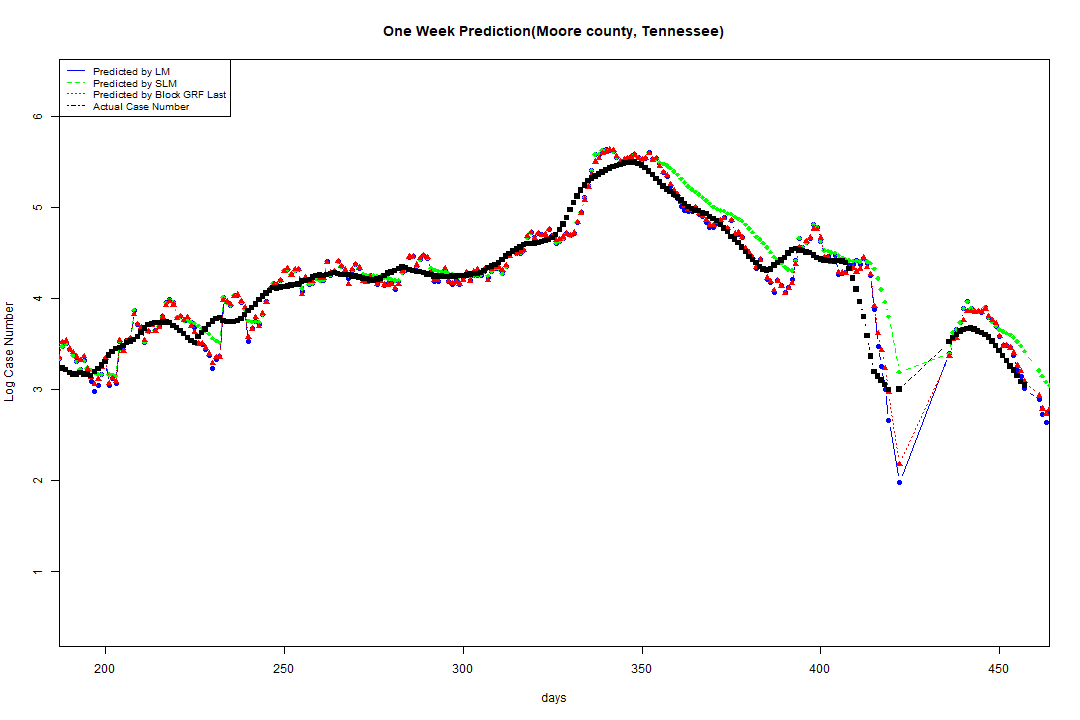 One Week Prediction(Moore county, Tennessee)
Predicted by LM
Predicted by SLM
Predicted by Block GRF Last
Actual Case Number
6
5
4
3
2
1
Log Case Number
200 250 300 350 400 450
days